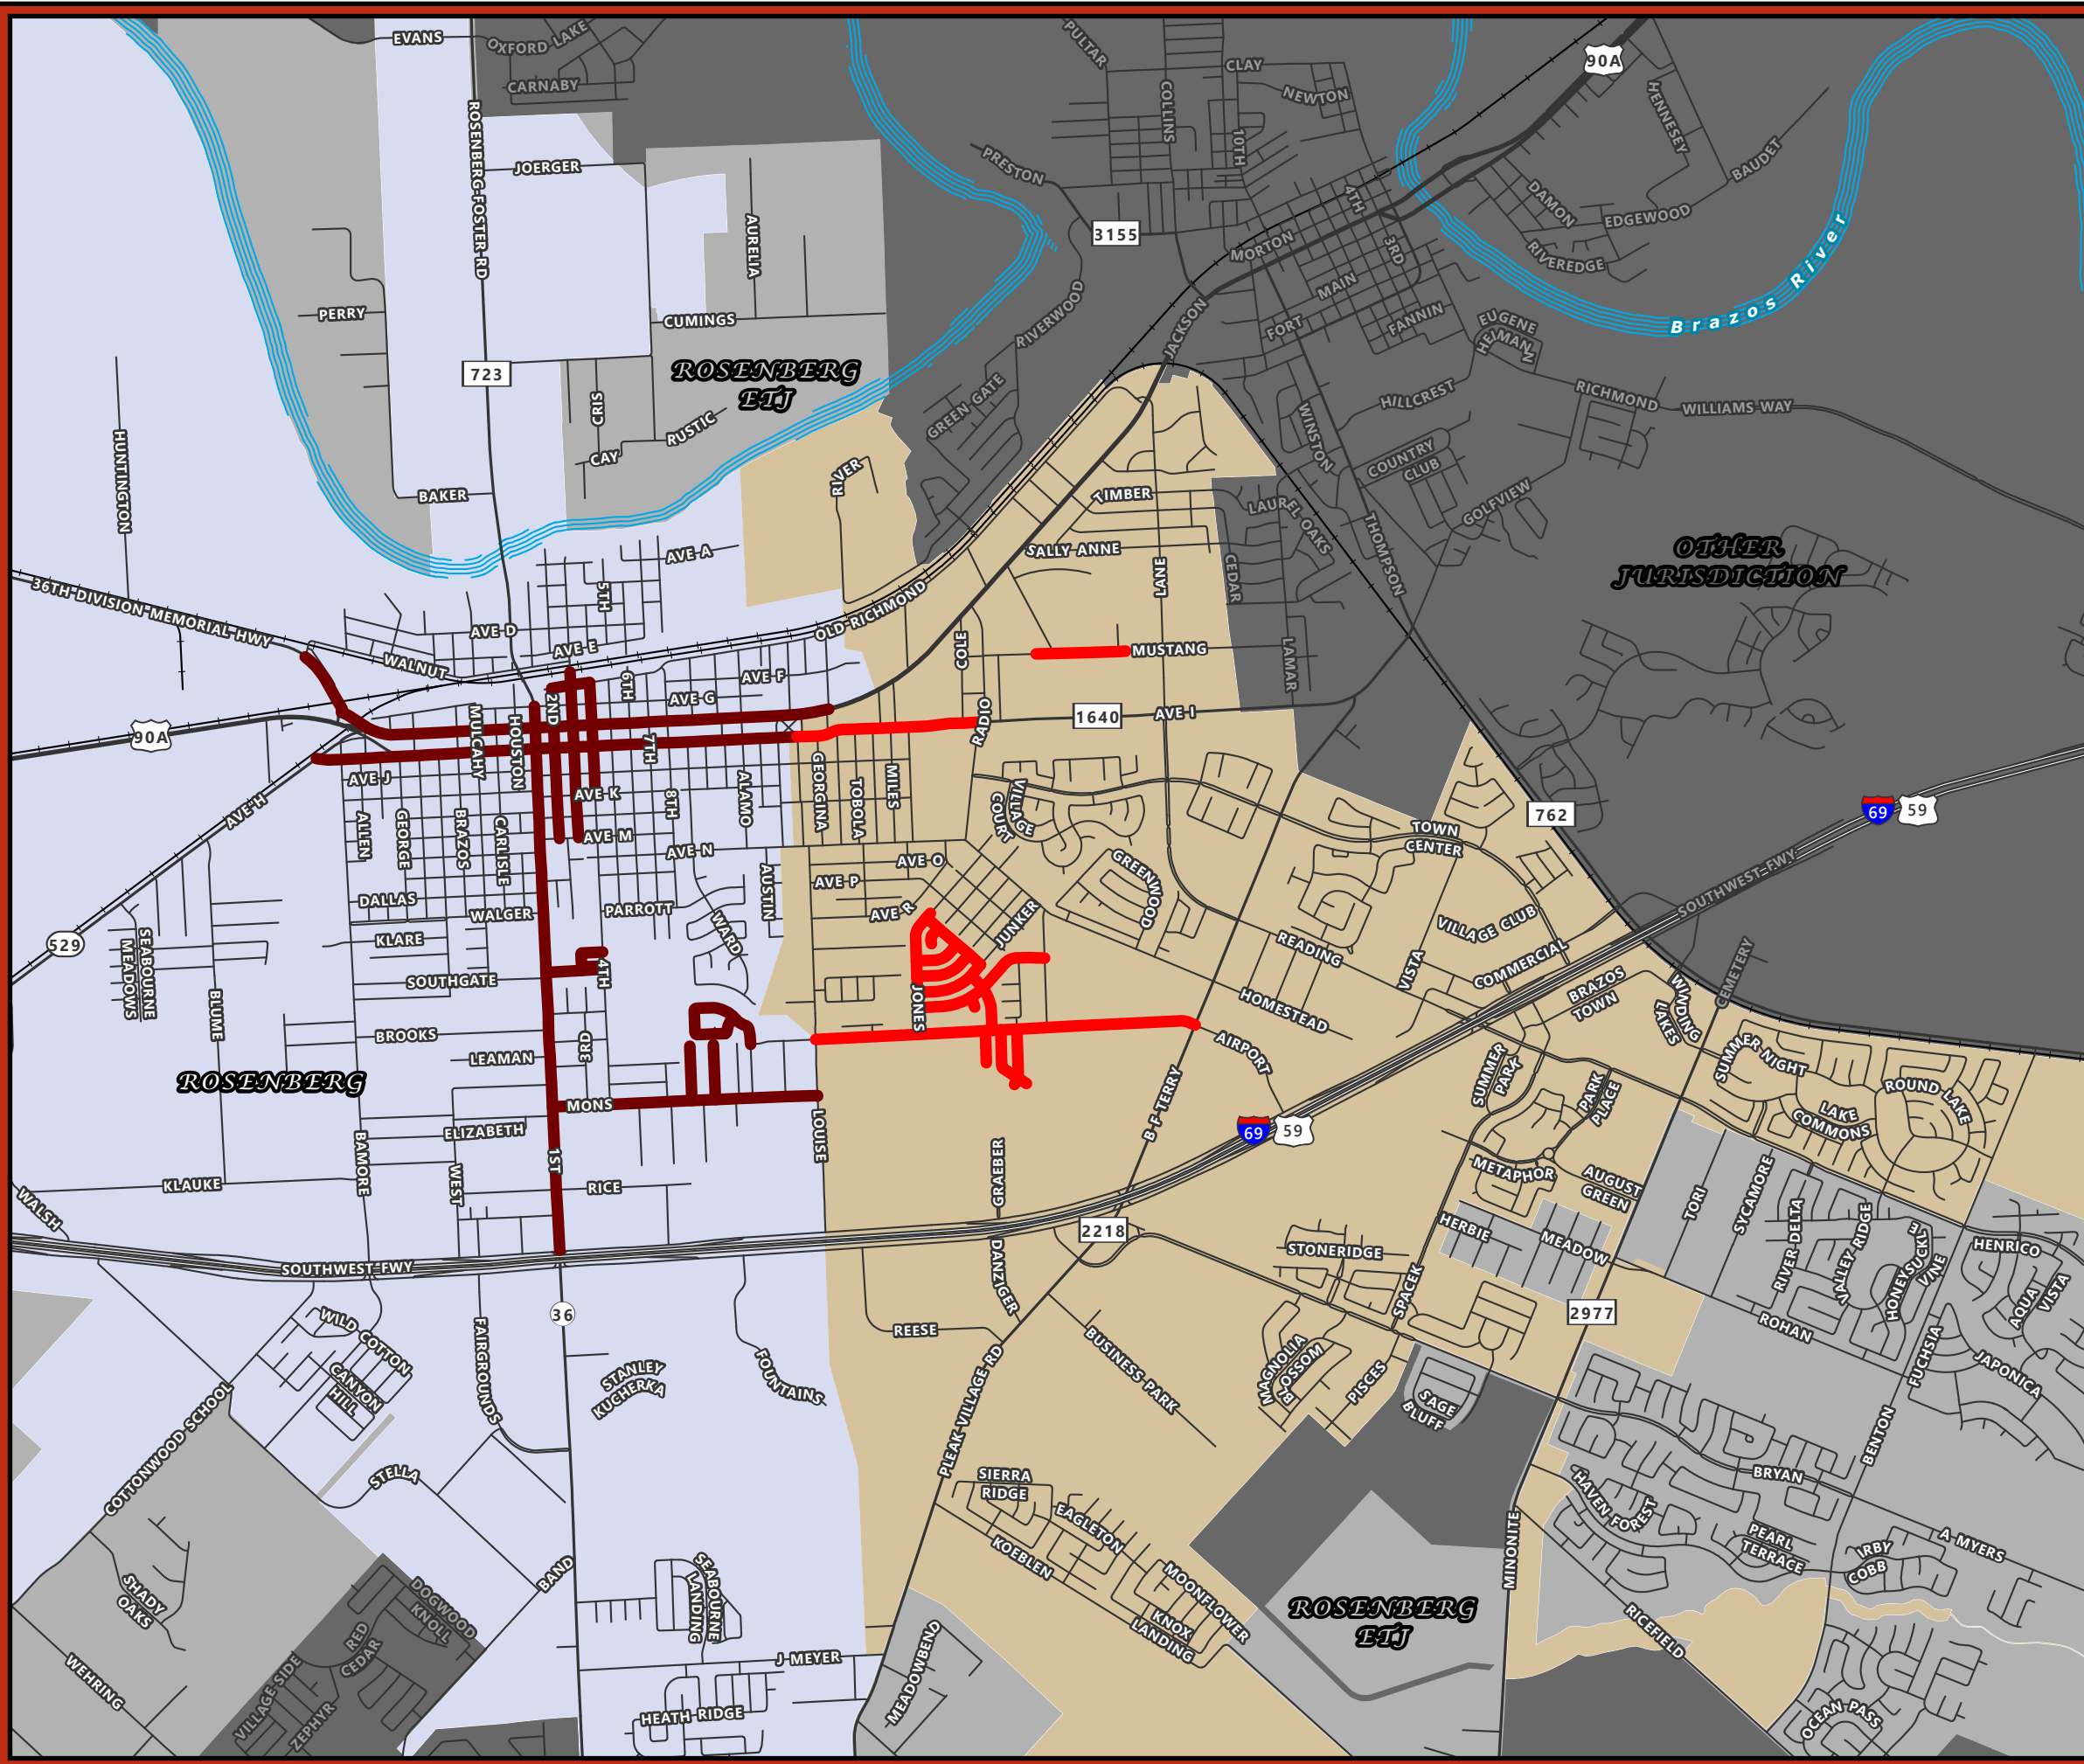 EVANS
OXFORD LAKE
CARNABY
ROSENBERG-FOSTER RD
JOERGER
AURELIA
PERRY
CUMINGS
723
ROSENBERG
ETJ
CRIS
RUSTIC
CAY
BAKER
HUNTINGTON
PULTAR
COLLINS
CLAY
NEWTON
10TH
PRESTON
3155
4TH
MORTON
3RD
MAIN
FORT
FANNIN
JACKSON
RIVERWOOD
GREEN GATE
90A
HENNESEY
BAUDET
DAMON
EDGEWOOD
RIVEREDGE
Brazos River
EUGENE
HEIMANN
HILLCREST
RICHMOND
WILLIAMS WAY
WINSTON
COUNTRY
CLUB
GOLFVIEW
THOMPSON
LAUREL OAKS
CEDAR
LAMAR
OTHER
JURISDICTION
RIVER
TIMBER
SALLY ANNE
LANE
OLD RICHMOND
COLE
MUSTANG
RADIO
1640
AVE I
36TH DIVISION MEMORIAL HWY
WALNUT
AVE A
5TH
AVE D
AVE E
AVE F
6TH
AVE G
2ND
90A
MULCAHY
HOUSTON
7TH
AVE J
AVE H
AVE K
8TH
ALAMO
GEORGINA
TOBOLA
MILES
ALLEN
GEORGE
BRAZOS
CARLISLE
AVE M
AVE N
AUSTIN
AVE O
AVE P
AVE R
VILLAGE
COURT
GREENWOOD
JUNKER
JONES
DALLAS
WALGER
PARROTT
WARD
KLARE
SOUTHGATE
4TH
529
SEABOURNE
MEADOWS
BLUME
BROOKS
LEAMAN
3RD
ROSENBERG
MONS
ELIZABETH
1ST
LOUISE
BAMORE
WEST
KLAUKE
RICE
WALSH
SOUTHWEST FWY
36
TOWN
CENTER
762
69
59
SOUTHWEST FWY
READING
VISTA
VILLAGE CLUB
COMMERCIAL
HOMESTEAD
BRAZOS
TOWN
WINDING
LAKES
CEMETERY
AIRPORT
B F TERRY
69
59
SUMMER
PARK
PARK
PLACE
SUMMER NIGHT
ROUND LAKE
LAKE
COMMONS
METAPHOR
AUGUST
GREEN
GRAEBER
2218
DANZIGER
REESE
BUSINESS PARK
STONERIDGE
SPACEK
HERBIE
MEADOW
2977
TORI
SYCAMORE
RIVER DELTA
VALLEY RIDGE
HONEYSUCKLE
VINE
HENRICO
AQUA
VISTA
ROHAN
FUCHSIA
JAPONICA
BENTON
MAGNOLIA
BLOSSOM
PISCES
SAGE
BLUFF
PLEAK VILLAGE RD
WILD COTTON
CANYON
HILL
FAIRGROUNDS
STANLEY
KUCHERKA
FOUNTAINS
COTTONWOOD SCHOOL
STELLA
BAND
SHADY
OAKS
WEHRING
DOGWOOD
KNOLL
RED
CEDAR
VILLAGE SIDE
ZEPHYR
SEABOURNE
LANDING
J MEYER
HEATH RIDGE
MEADOWBEND
SIERRA
RIDGE
EAGLETON
KOEBLEN
MOONFLOWER
KNOX
LANDING
ROSENBERG
ETJ
MINONITE
BRYAN
HAVEN FOREST
PEARL
TERRACE
A MYERS
IRBY
COBB
RICEFIELD
OCEAN PASS